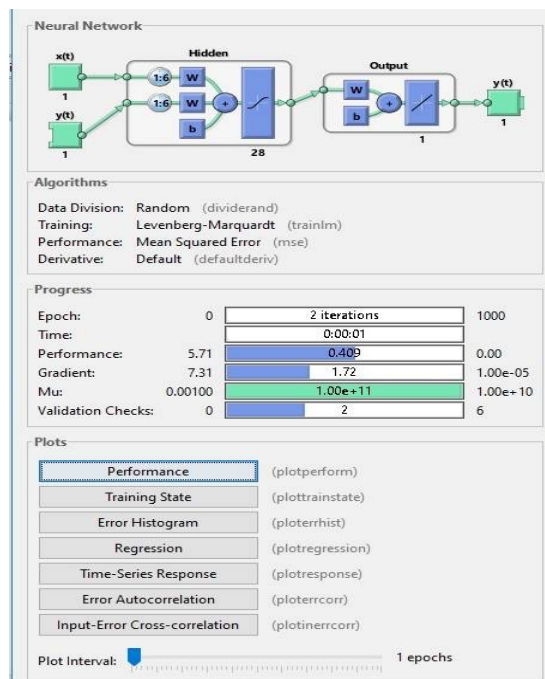 Neural Network
x(t)
1
y(t)
1
Hidden
1:6 W
1:6 W
+
b
28
Output
W
+
b
1
y(t)
1
Algorithms
Data Division: Random (dividerand)
Training: Levenberg-Marquardt (trainlm)
Performance: Mean Squared Error (mse)
Derivative: Default (defaultderiv)
Progress
Epoch: 0 2 iterations 1000
Time: 0:00:01
Performance: 5.71 0.409 0.00
Gradient: 7.31 1.72 1.00e-05
Mu: 0.00100 1.00e+11 1.00e+10
Validation Checks: 0 2 6
Plots
Performance (plotperform)
Training State (plottrainstate)
Error Histogram (ploterrhist)
Regression (plotregression)
Time-Series Response (plotresponse)
Error Autocorrelation (ploterrcorr)
Input-Error Cross-correlation (plotinerrcorr)
Plot Interval: 1 epochs